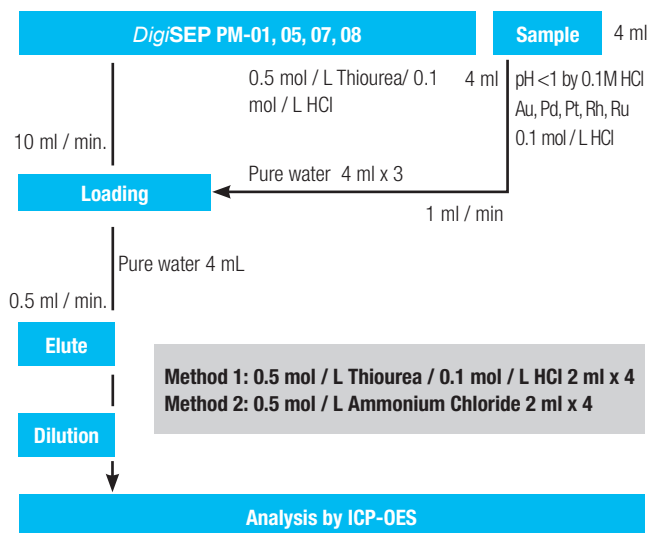 DigiSEP PM-01, 05, 07, 08
Sample
4 ml
0.5 mol / L Thiourea/ 0.1
mol / L HCl
4 ml
pH <1 by 0.1M HCl
Au, Pd, Pt, Rh, Ru
0.1 mol / L HCl
10 ml / min.
Pure water 4 ml x 3
Loading
1 ml / min
Pure water 4 mL
0.5 ml / min.
Elute
Method 1: 0.5 mol / L Thiourea / 0.1 mol / L HCl 2 ml x 4
Method 2: 0.5 mol / L Ammonium Chloride 2 ml x 4
Dilution
Analysis by ICP-OES